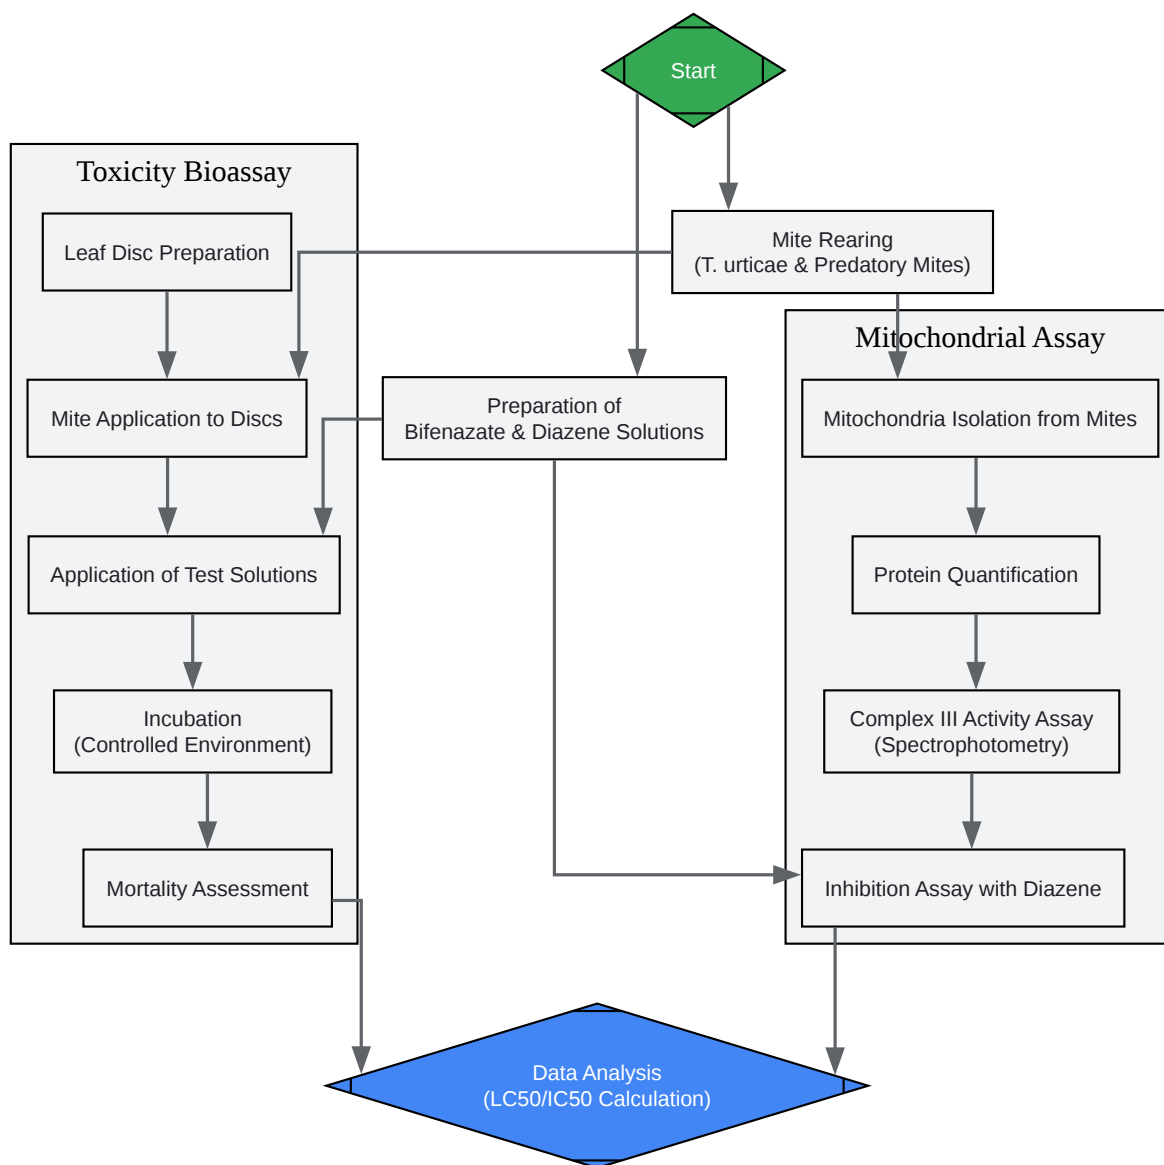 Start
Toxicity Bioassay
Leaf Disc Preparation
Mite Rearing
(T. urticae & Predatory Mites)
Mitochondrial Assay
Mite Application to Discs
Preparation of
Bifenazate & Diazene Solutions
Mitochondria Isolation from Mites
Application of Test Solutions
Protein Quantification
Incubation
(Controlled Environment)
Complex III Activity Assay
(Spectrophotometry)
Mortality Assessment
Inhibition Assay with Diazene
Data Analysis
(LC50/IC50 Calculation)